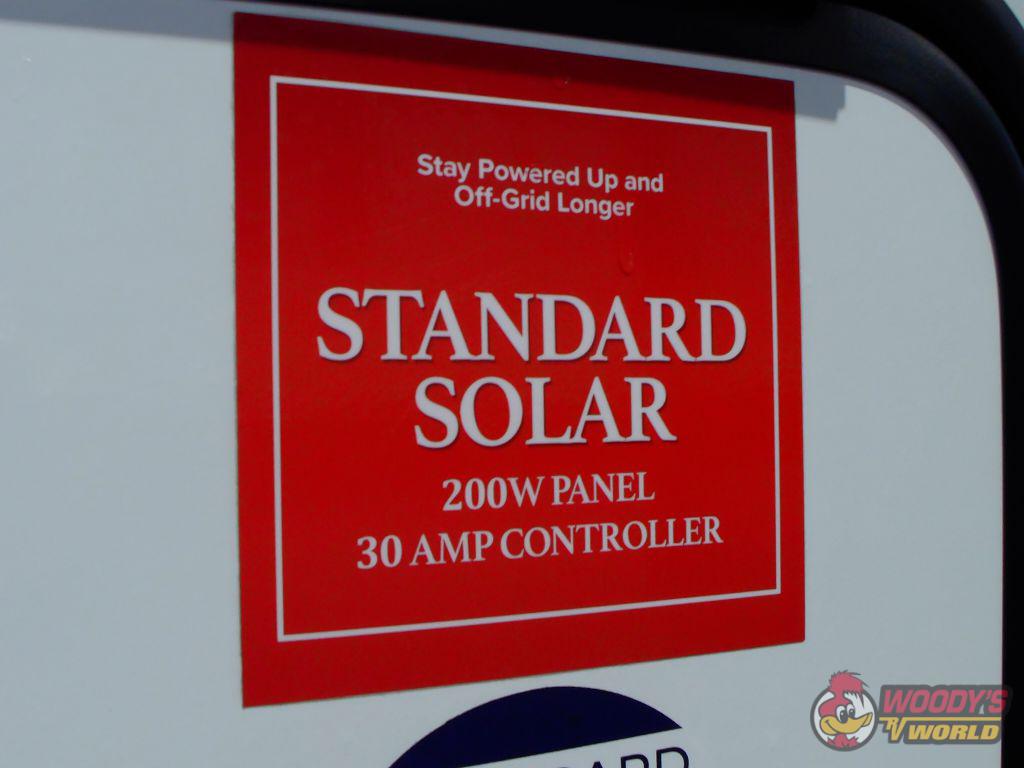 Stay Powered Up and
Off-Grid Longer
STANDARD
SOLAR
200W PANEL
30 AMP CONTROLLER
WOODY'S
RV WORLD